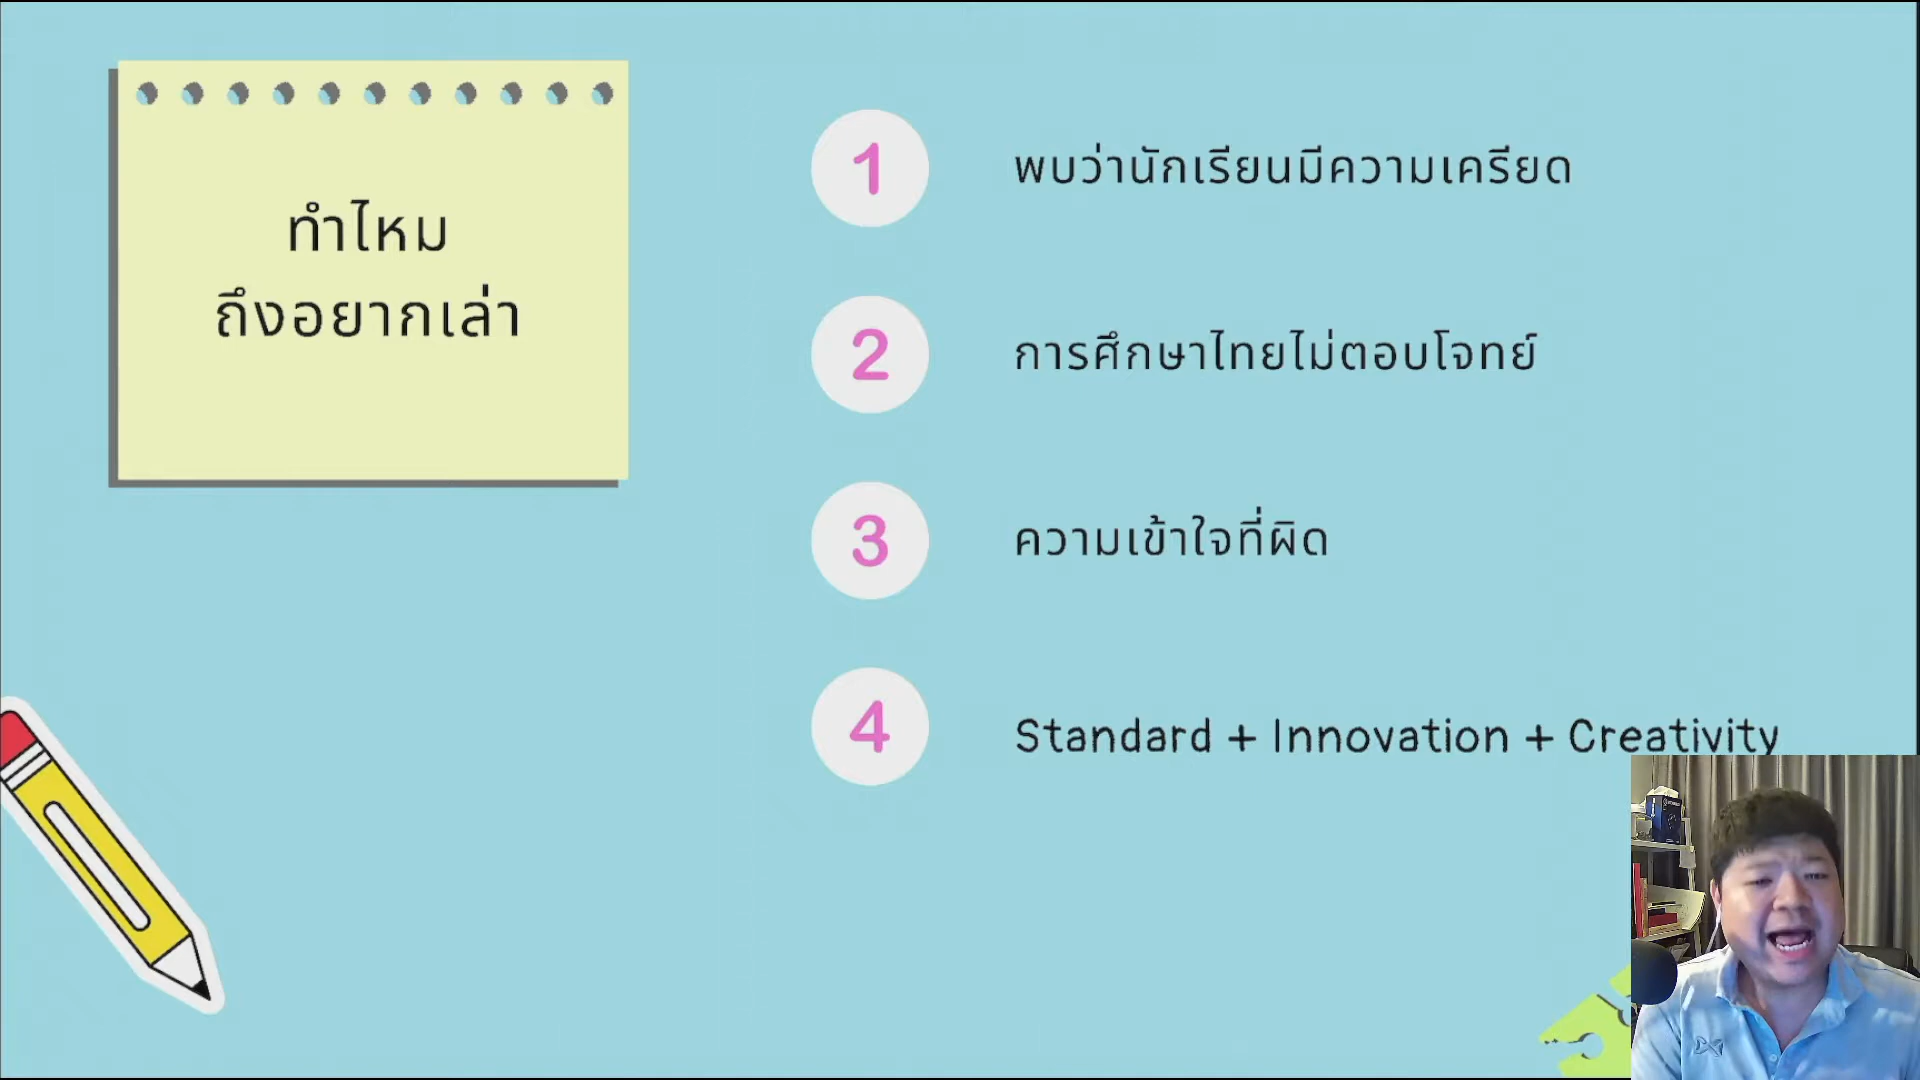 ทำไหม
ถึงอยากเล่า
1 พบว่านักเรียนมีความเครียด
2 การศึกษาไทยไม่ตอบโจทย์
3 ความเข้าใจที่ผิด
4 Standard + Innovation + Creativity